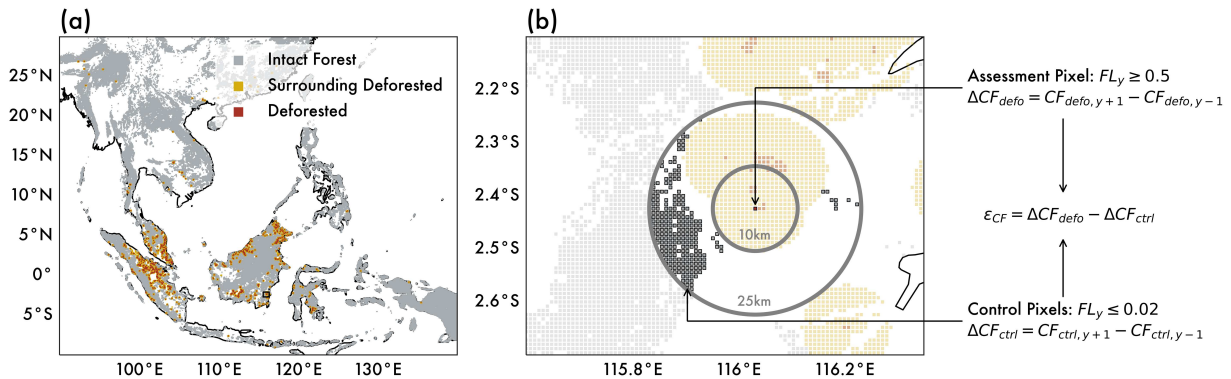 (a)
Intact Forest
Surrounding Deforested
Deforested
25°N
20°N
15°N
10°N
5°N
0°
5°S
100°E
110°E
120°E
130°E
(b)
2.2°S
2.3°S
2.4°S
2.5°S
2.6°S
115.8°E
116°E
116.2°E
10km
25km
Assessment Pixel: FL_y ≥ 0.5
ΔCF_defo = CF_defo, y+1 − CF_defo, y−1
ε_CF = ΔCF_defo − ΔCF_ctrl
Control Pixels: FL_y ≤ 0.02
ΔCF_ctrl = CF_ctrl, y+1 − CF_ctrl, y−1